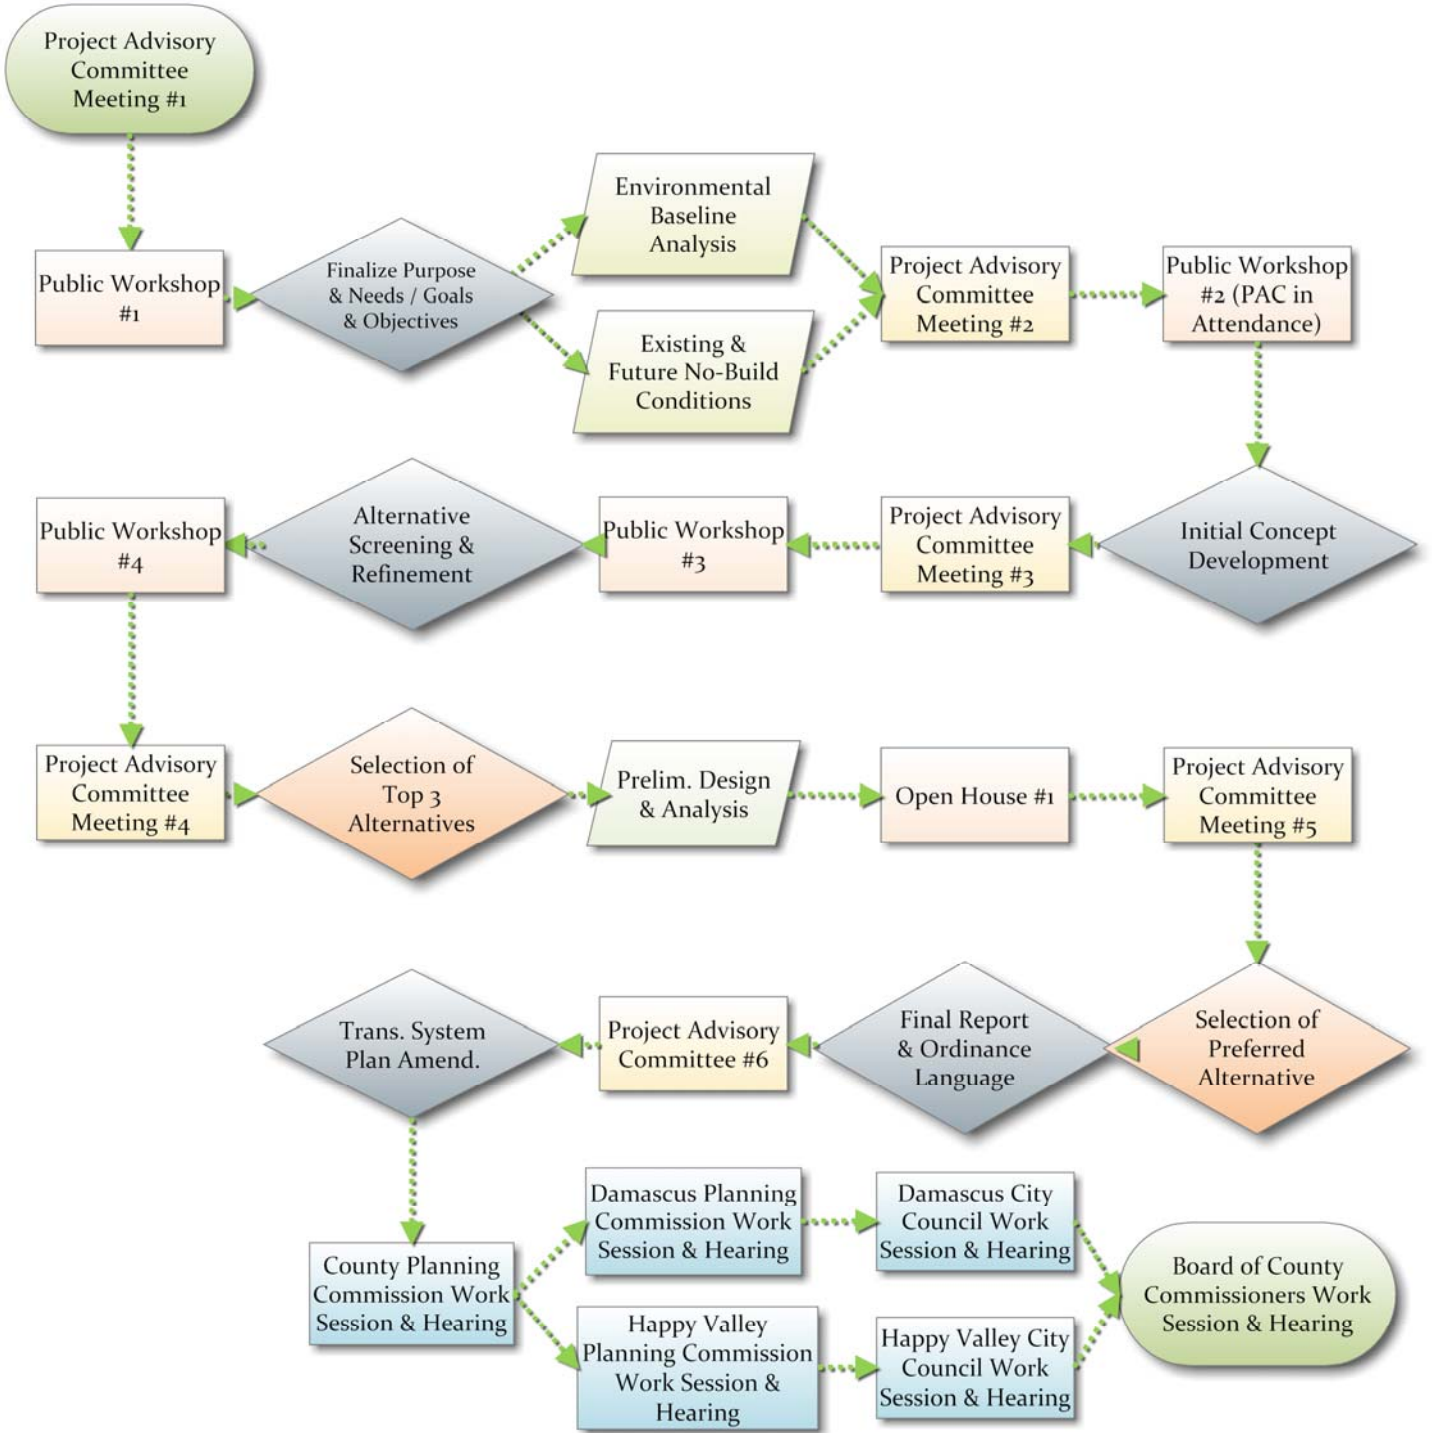 Project Advisory
Committee
Meeting #1
Public Workshop
#1
Finalize Purpose
& Needs / Goals
& Objectives
Environmental
Baseline
Analysis
Existing &
Future No-Build
Conditions
Project Advisory
Committee
Meeting #2
Public Workshop
#2 (PAC in
Attendance)
Initial Concept
Development
Project Advisory
Committee
Meeting #3
Public Workshop
#3
Alternative
Screening &
Refinement
Public Workshop
#4
Project Advisory
Committee
Meeting #4
Selection of
Top 3
Alternatives
Prelim. Design
& Analysis
Open House #1
Project Advisory
Committee
Meeting #5
Selection of
Preferred
Alternative
Final Report
& Ordinance
Language
Project Advisory
Committee #6
Trans. System
Plan Amend.
County Planning
Commission Work
Session & Hearing
Damascus Planning
Commission Work
Session & Hearing
Damascus City
Council Work
Session & Hearing
Happy Valley
Planning Commission
Work Session &
Hearing
Happy Valley City
Council Work
Session & Hearing
Board of County
Commissioners Work
Session & Hearing